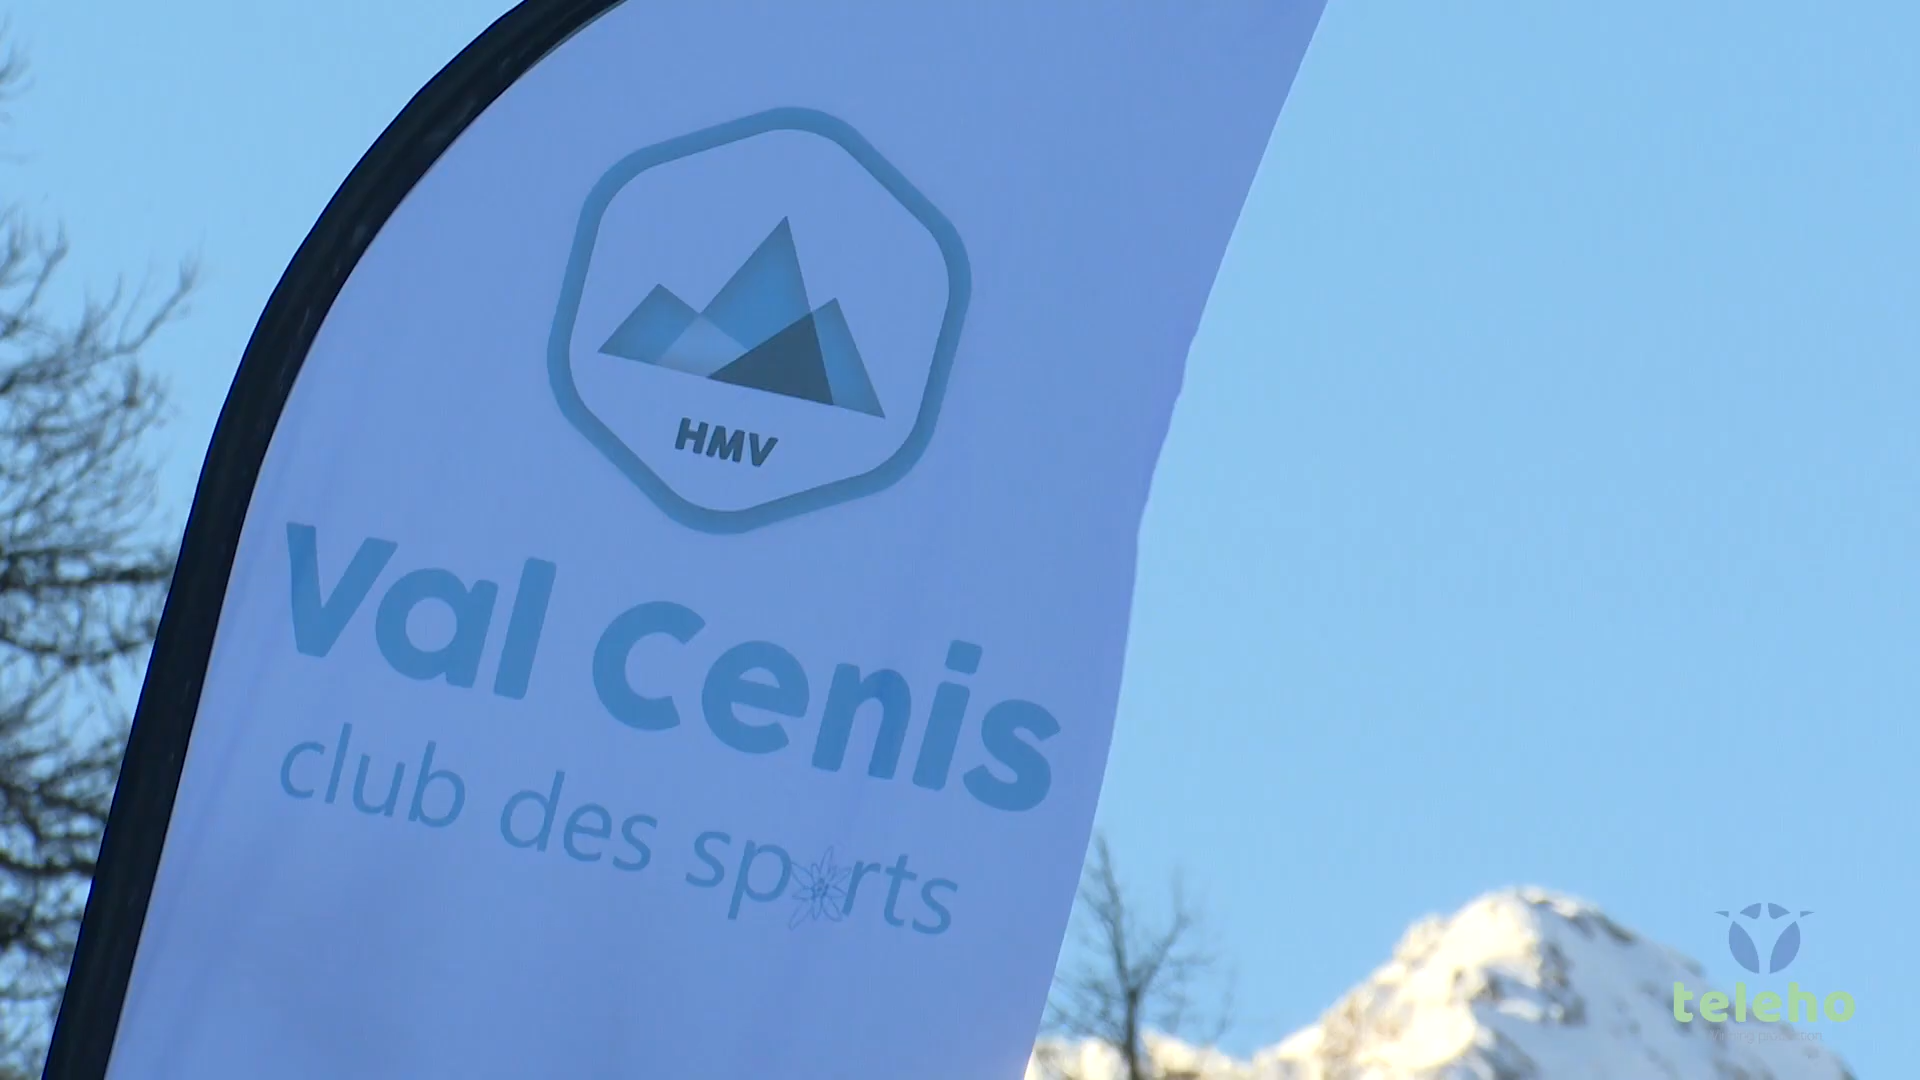 HMV
Val Cenis
club des sports
teleho